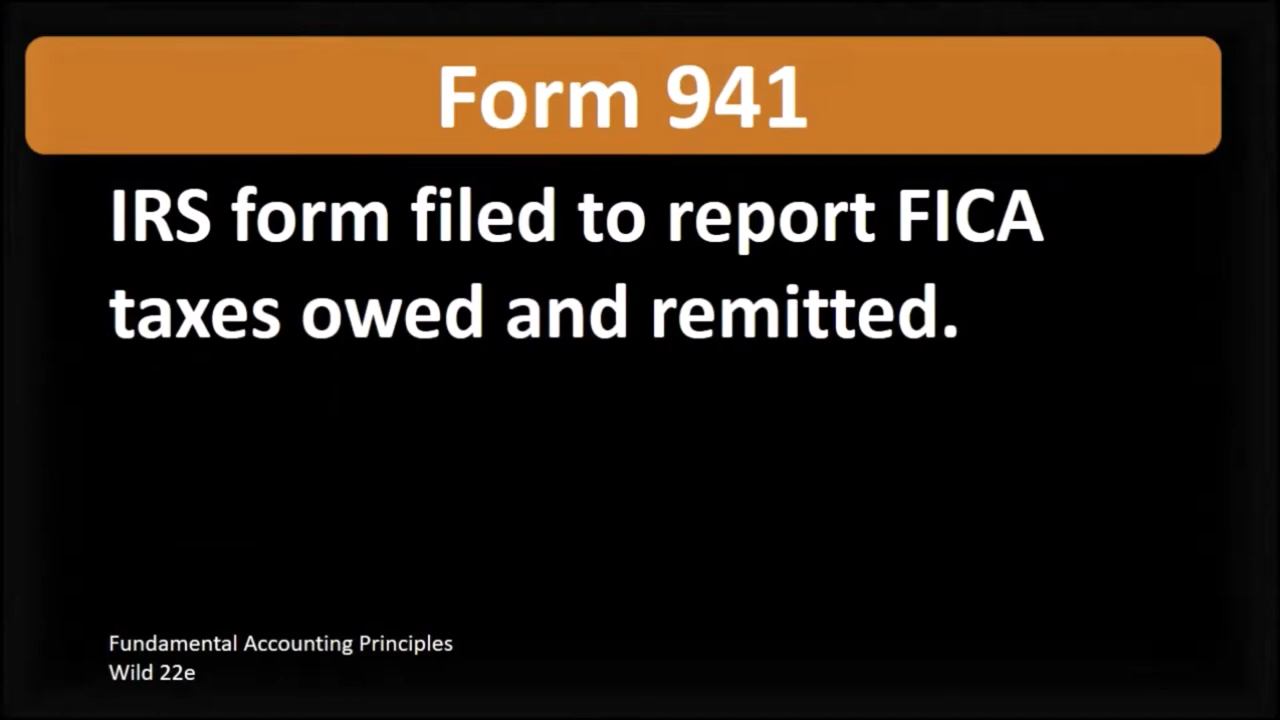 Form 941
IRS form filed to report FICA
taxes owed and remitted.
Fundamental Accounting Principles
Wild 22e